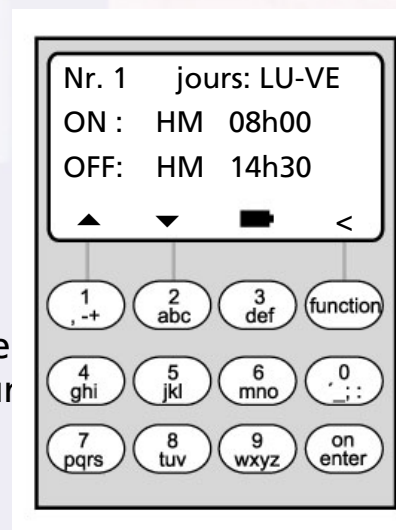 Nr. 1 jours: LU-VE
ON : HM 08h00
OFF: HM 14h30
<
1 2 3 function
, -+ abc def
4 5 6 0
ghi jkl mno ´_; :
7 8 9 on
pqrs tuv wxyz enter